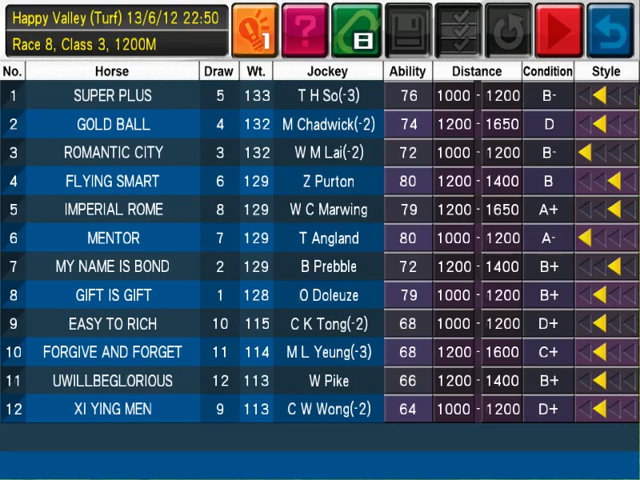 Happy Valley (Turf) 13/6/12 22:50
Race 8, Class 3, 1200M
1 ? 8
No. Horse Draw Wt. Jockey Ability Distance Condition Style
1 SUPER PLUS 5 133 T H So(-3) 76 1000 - 1200 B-
2 GOLD BALL 4 132 M Chadwick(-2) 74 1200 - 1650 D
3 ROMANTIC CITY 3 132 W M Lai(-2) 72 1000 - 1200 B-
4 FLYING SMART 6 129 Z Purton 80 1200 - 1400 B
5 IMPERIAL ROME 8 129 W C Marwing 79 1200 - 1650 A+
6 MENTOR 7 129 T Angland 80 1000 - 1200 A-
7 MY NAME IS BOND 2 129 B Prebble 72 1200 - 1400 B+
8 GIFT IS GIFT 1 128 O Doleuze 79 1000 - 1200 B+
9 EASY TO RICH 10 115 C K Tong(-2) 68 1000 - 1200 D+
10 FORGIVE AND FORGET 11 114 M L Yeung(-3) 68 1200 - 1600 C+
11 UWILLBEGLORIOUS 12 113 W Pike 66 1200 - 1400 B+
12 XI YING MEN 9 113 C W Wong(-2) 64 1000 - 1200 D+